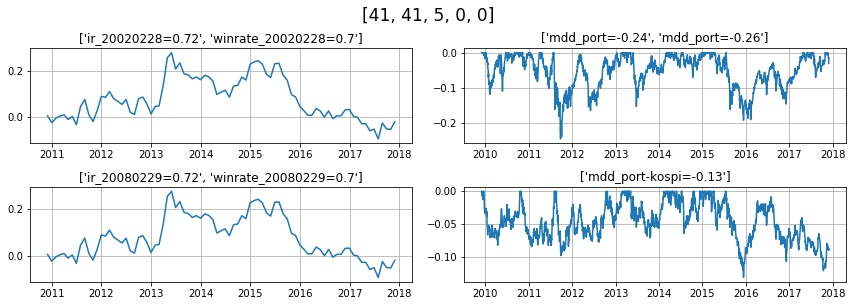 [41, 41, 5, 0, 0]
['ir_20020228=0.72', 'winrate_20020228=0.7']
0.2
0.0
2011 2012 2013 2014 2015 2016 2017 2018
['mdd_port=-0.24', 'mdd_port=-0.26']
0.0
−0.1
−0.2
2010 2011 2012 2013 2014 2015 2016 2017 2018
['ir_20080229=0.72', 'winrate_20080229=0.7']
0.2
0.0
2011 2012 2013 2014 2015 2016 2017 2018
['mdd_port-kospi=-0.13']
0.00
−0.05
−0.10
2010 2011 2012 2013 2014 2015 2016 2017 2018